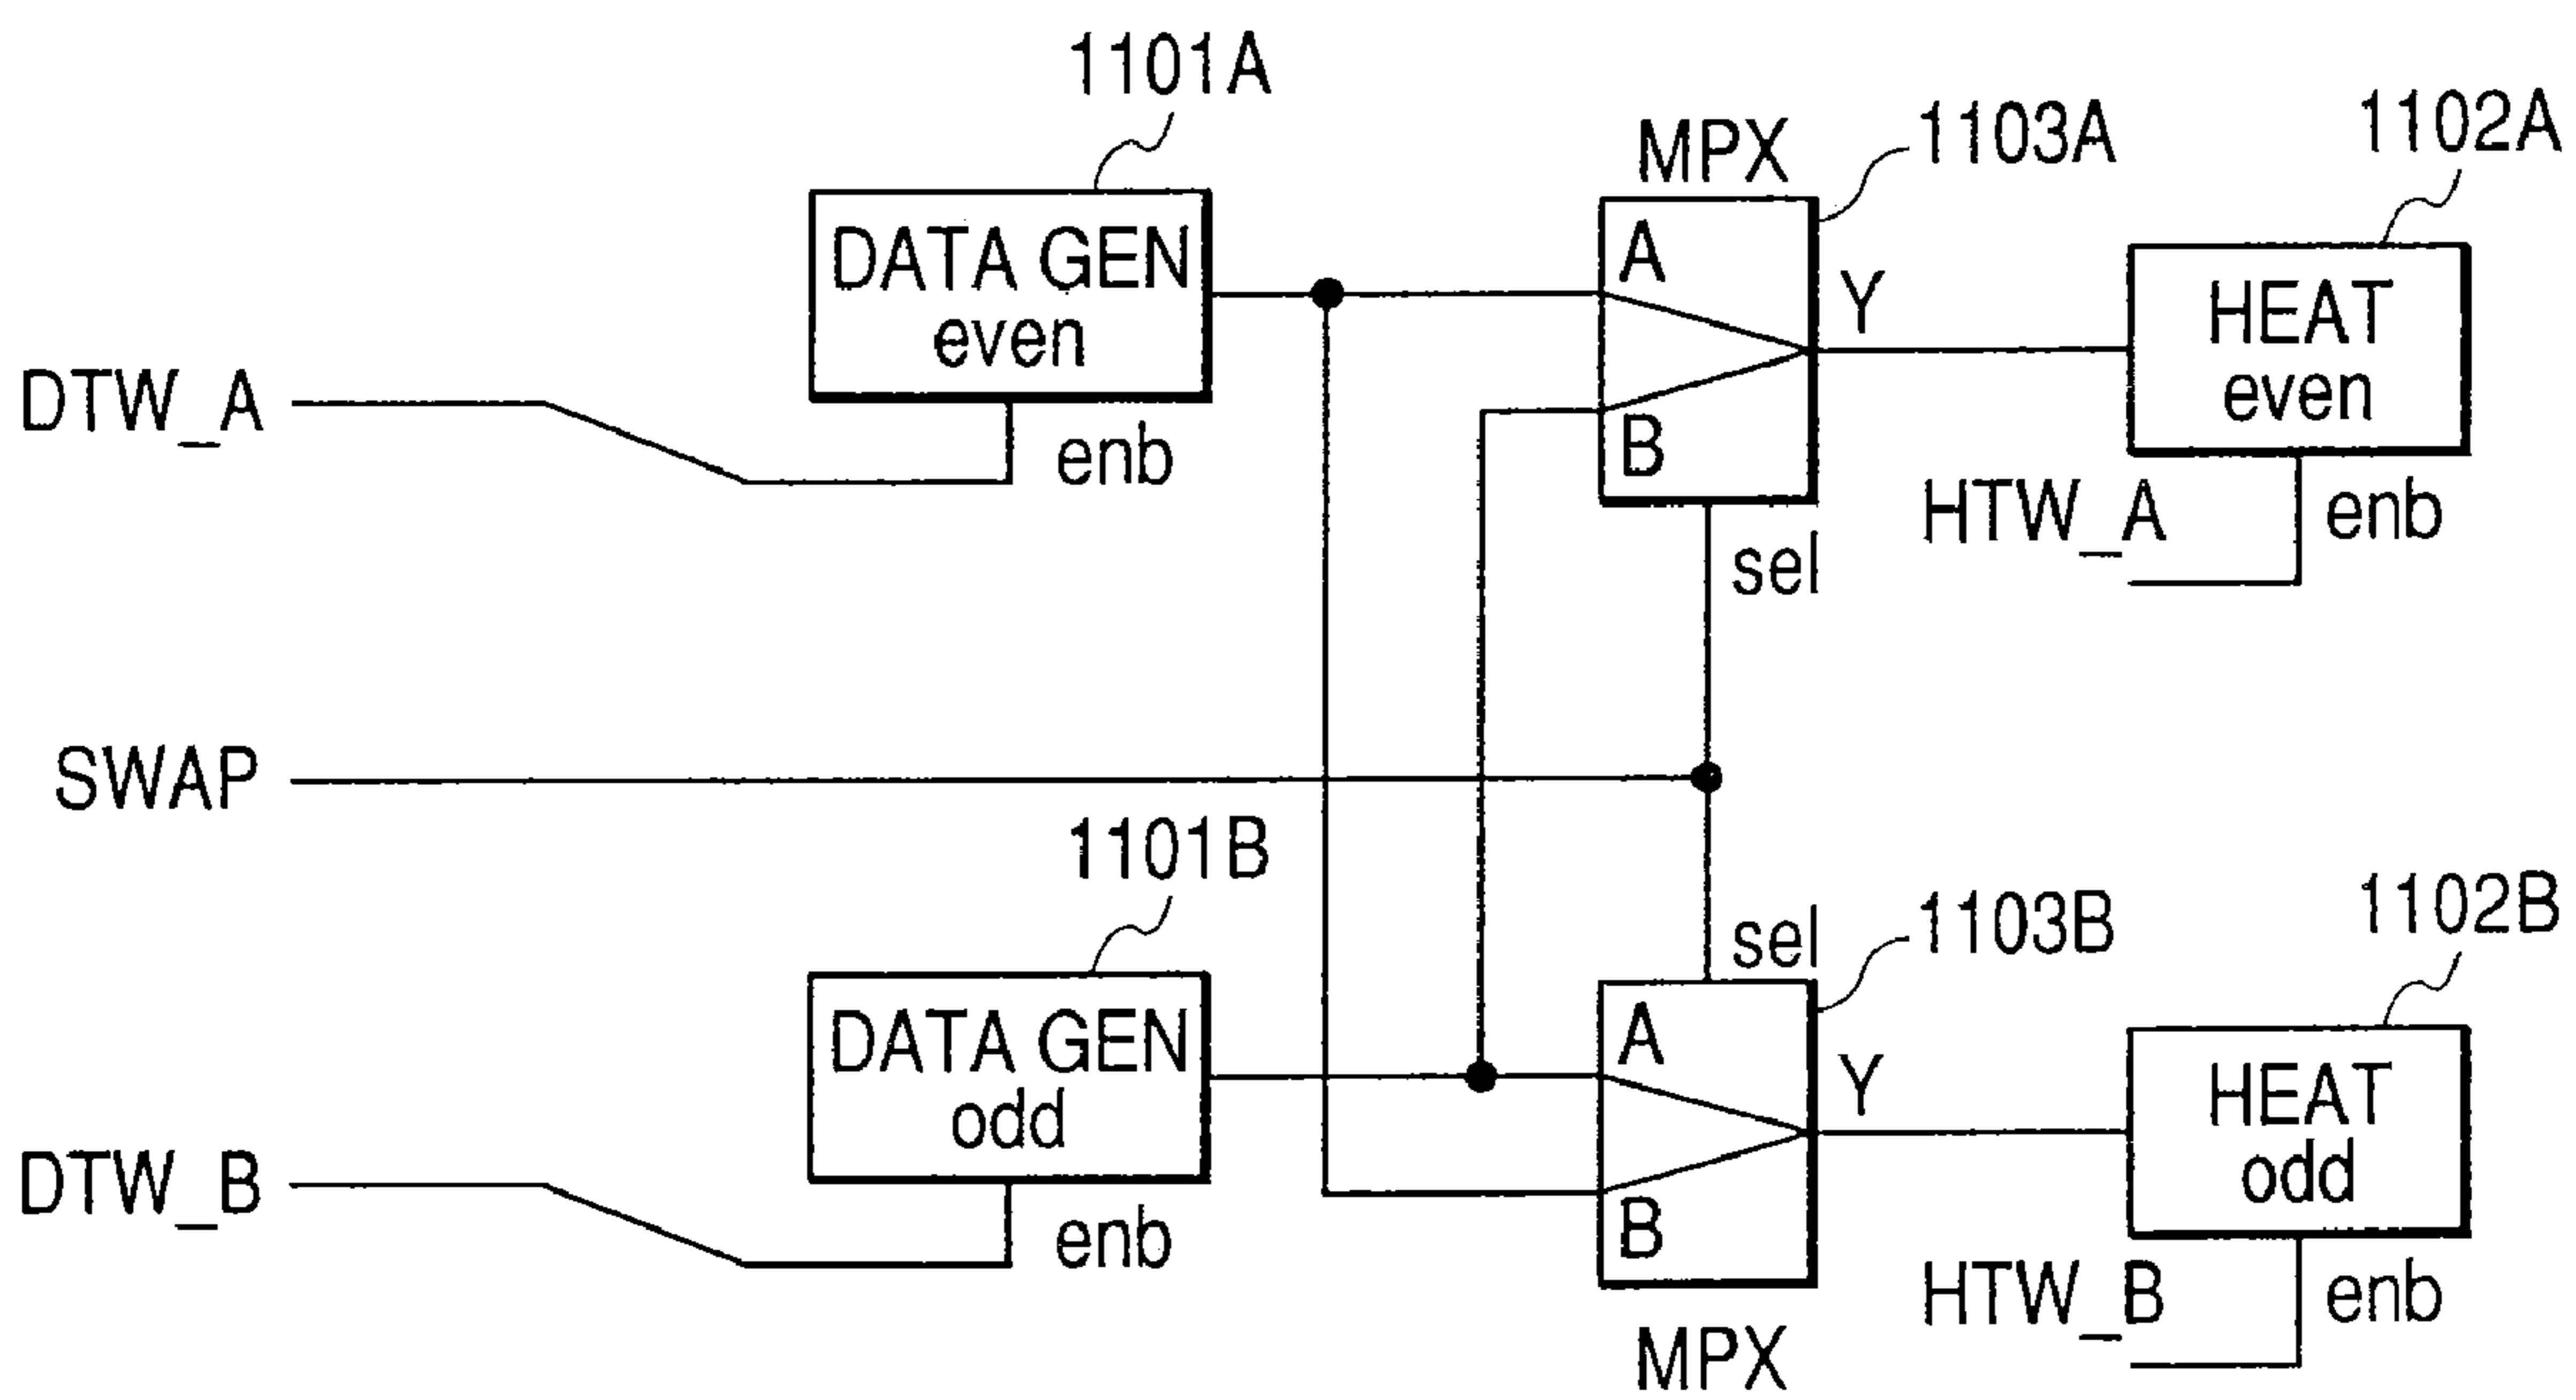 1101A
MPX
1103A
1102A
DATA GEN
even
A
B
Y
HEAT
even
DTW_A
enb
HTW_A
enb
sel
SWAP
1101B
sel
1103B
1102B
DATA GEN
odd
A
B
Y
HEAT
odd
DTW_B
enb
HTW_B
enb
MPX